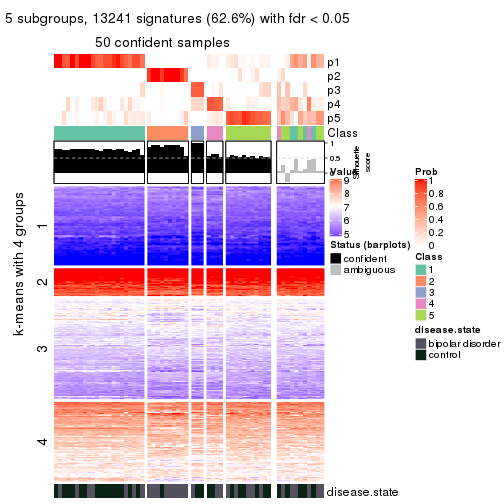 5 subgroups, 13241 signatures (62.6%) with fdr < 0.05
50 confident samples
p1
p2
p3
p4
p5
Class
1
0.5
0
Silhouette
score
k-means with 4 groups
1
2
3
4
disease.state
Value
9
8
7
6
5
Status (barplots)
confident
ambiguous
Prob
1
0.8
0.6
0.4
0.2
0
Class
1
2
3
4
5
disease.state
bipolar disorder
control